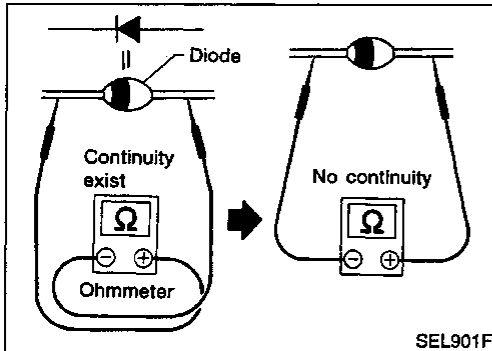 Diode
Continuity
exist
Ω
⊖ ⊕
Ohmmeter
No continuity
Ω
⊖ ⊕
SEL901F